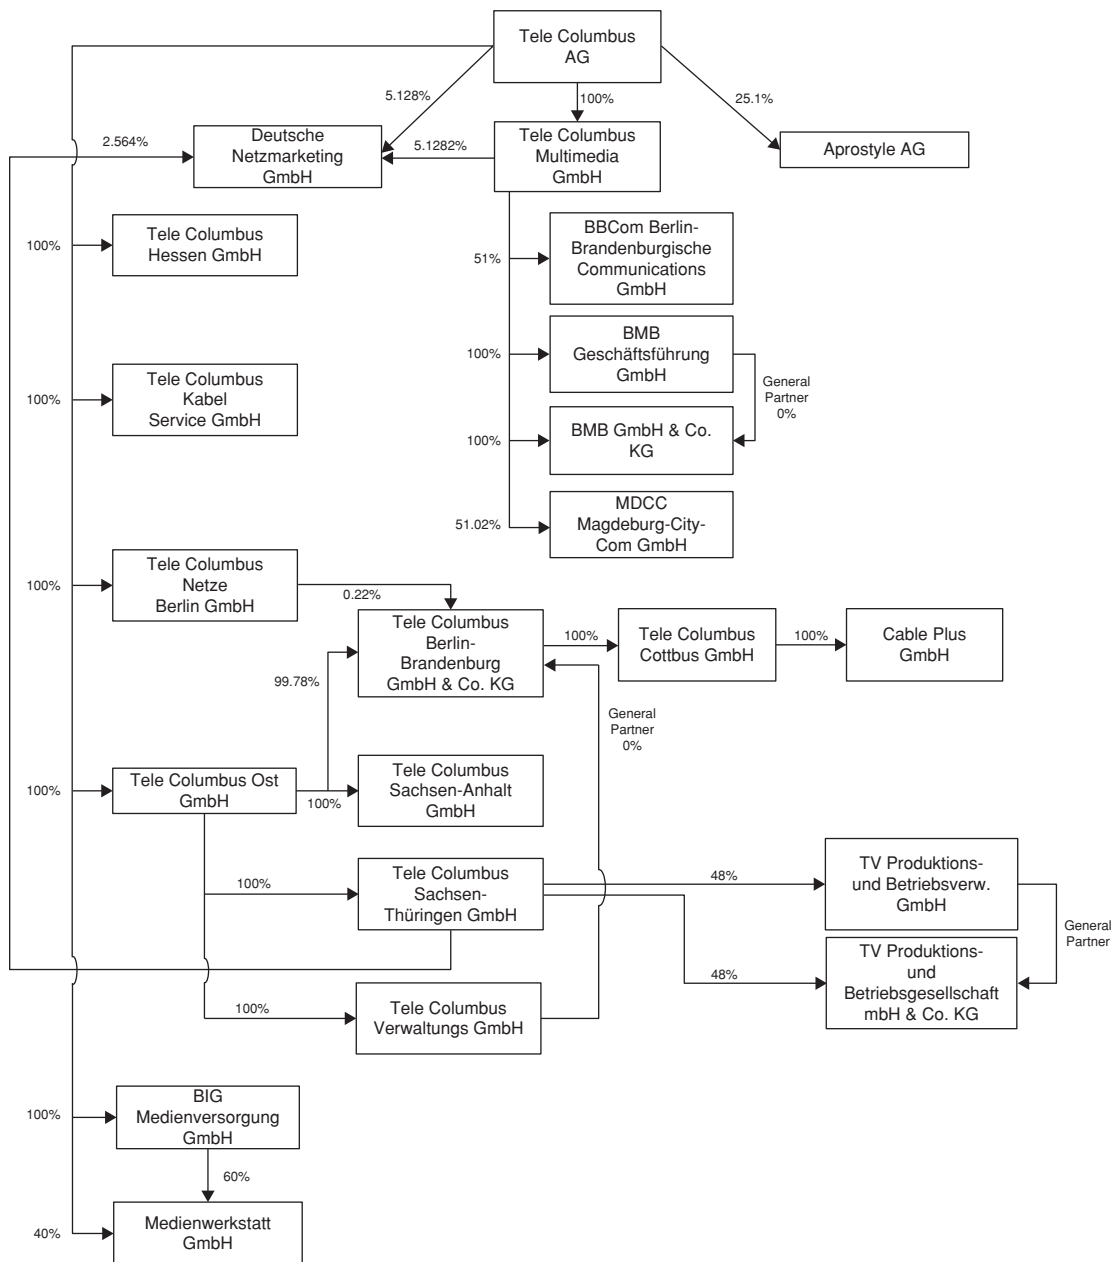 Tele Columbus
AG
5.128%
100%
25.1%
2.564%
Deutsche
Netzmarketing
GmbH
5.1282%
Tele Columbus
Multimedia
GmbH
Aprostyle AG
100%
Tele Columbus
Hessen GmbH
51%
BBCom Berlin-
Brandenburgische
Communications
GmbH
100%
BMB
Geschäftsführung
GmbH
General
Partner
0%
100%
Tele Columbus
Kabel
Service GmbH
100%
BMB GmbH & Co.
KG
51.02%
MDCC
Magdeburg-City-
Com GmbH
100%
Tele Columbus
Netze
Berlin GmbH
0.22%
Tele Columbus
Berlin-
Brandenburg
GmbH & Co. KG
100%
Tele Columbus
Cottbus GmbH
100%
Cable Plus
GmbH
99.78%
General
Partner
0%
100%
Tele Columbus Ost
GmbH
100%
Tele Columbus
Sachsen-Anhalt
GmbH
100%
Tele Columbus
Sachsen-
Thüringen GmbH
48%
TV Produktions-
und Betriebsverw.
GmbH
General
Partner
48%
TV Produktions-
und
Betriebsgesellschaft
mbH & Co. KG
100%
Tele Columbus
Verwaltungs GmbH
100%
BIG
Medienversorgung
GmbH
60%
40%
Medienwerkstatt
GmbH